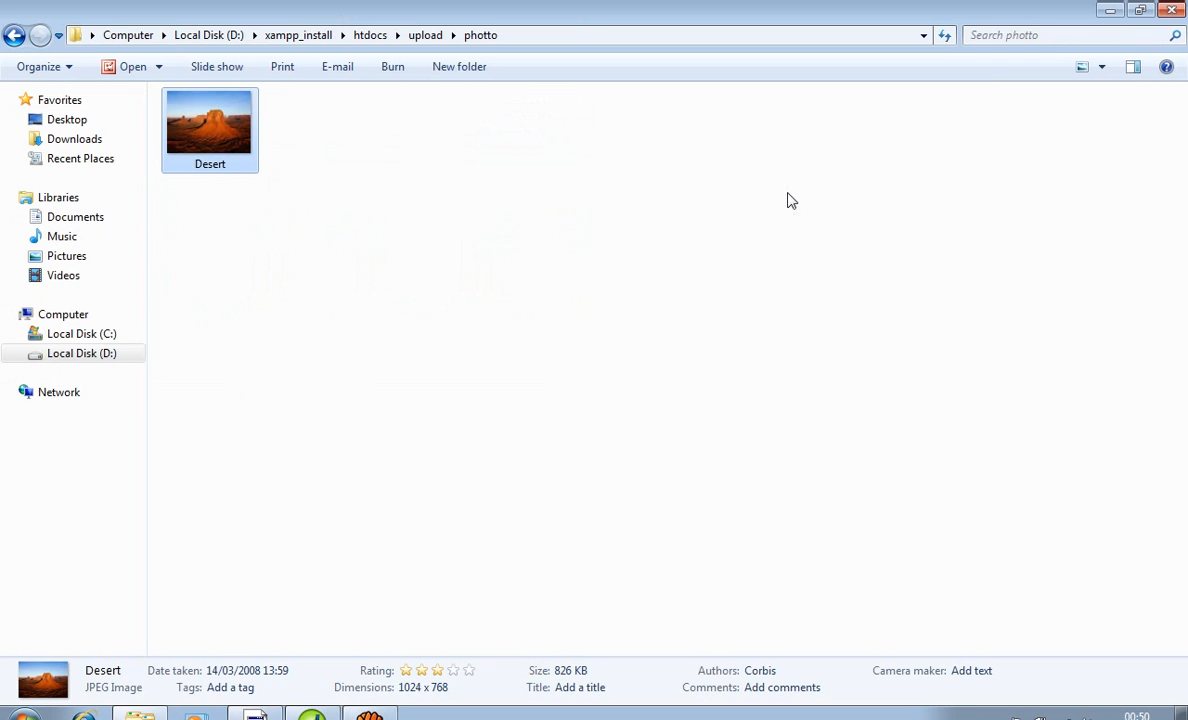 Computer Local Disk (D:) xampp_install htdocs upload photto Search photto
Organize Open Slide show Print E-mail Burn New folder
Favorites
Desktop
Downloads
Recent Places
Libraries
Documents
Music
Pictures
Videos
Computer
Local Disk (C:)
Local Disk (D:)
Network
Desert
Desert Date taken: 14/03/2008 13:59 Rating: Size: 826 KB Authors: Corbis Camera maker: Add text
JPEG Image Tags: Add a tag Dimensions: 1024 x 768 Title: Add a title Comments: Add comments
00:50